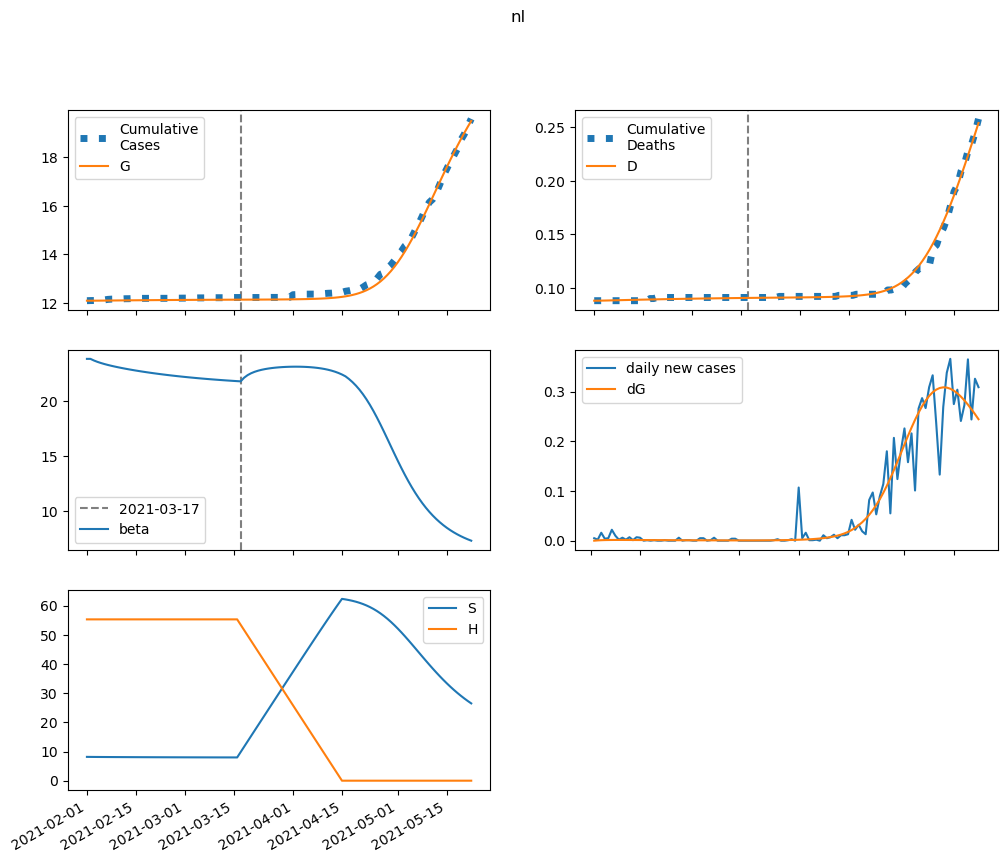 nl
Cumulative
Cases
G
18
16
14
12
Cumulative
Deaths
D
0.25
0.20
0.15
0.10
20
15
10
2021-03-17
beta
daily new cases
dG
0.3
0.2
0.1
0.0
S
H
60
50
40
30
20
10
0
2021-02-01
2021-02-15
2021-03-01
2021-03-15
2021-04-01
2021-04-15
2021-05-01
2021-05-15